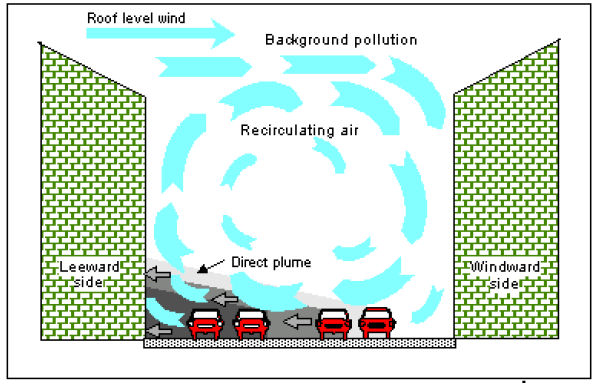 Roof level wind
Background pollution
Recirculating air
Direct plume
Leeward
side
Windward
side